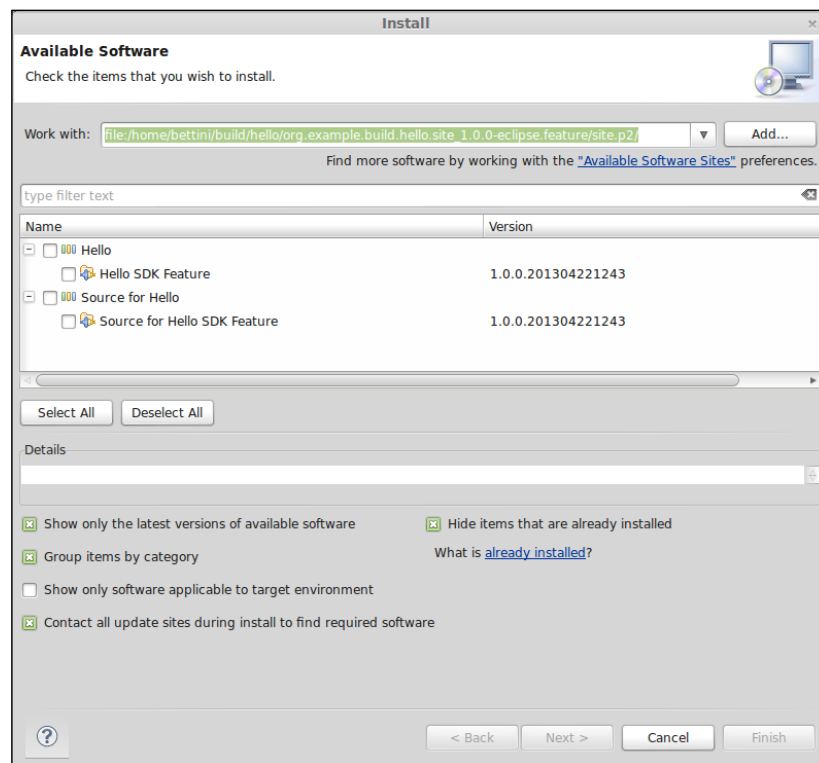 Install
Available Software
Check the items that you wish to install.
Work with: file:/home/bettini/build/hello/org.example.build.hello.site_1.0.0-eclipse.feature/site.p2/ Add...
Find more software by working with the "Available Software Sites" preferences.
type filter text
Name Version
Hello
Hello SDK Feature 1.0.0.201304221243
Source for Hello
Source for Hello SDK Feature 1.0.0.201304221243
Select All Deselect All
Details
Show only the latest versions of available software Hide items that are already installed
Group items by category What is already installed?
Show only software applicable to target environment
Contact all update sites during install to find required software
? < Back Next > Cancel Finish